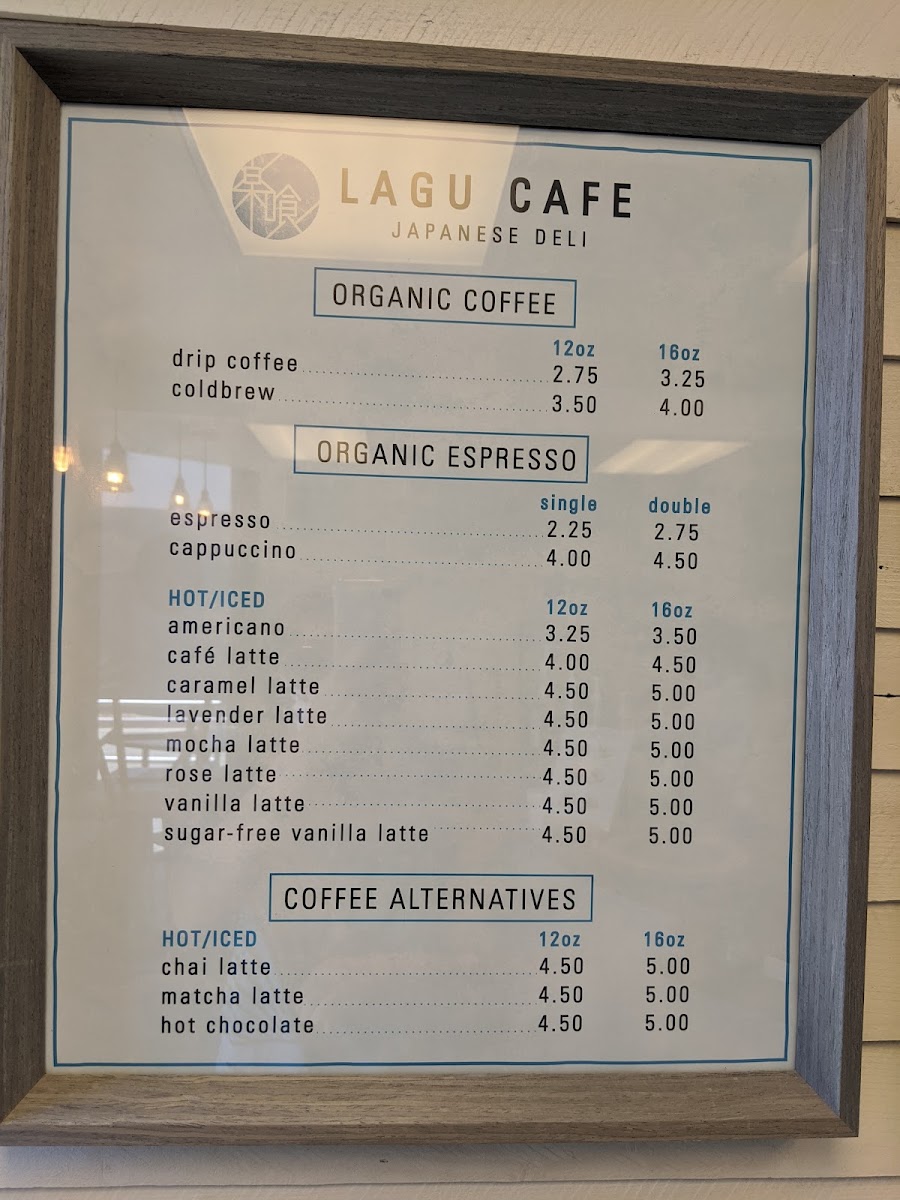 楽喰
LAGU CAFE
JAPANESE DELI
ORGANIC COFFEE
12oz 16oz
drip coffee 2.75 3.25
coldbrew 3.50 4.00
ORGANIC ESPRESSO
single double
espresso 2.25 2.75
cappuccino 4.00 4.50
HOT/ICED 12oz 16oz
americano 3.25 3.50
café latte 4.00 4.50
caramel latte 4.50 5.00
lavender latte 4.50 5.00
mocha latte 4.50 5.00
rose latte 4.50 5.00
vanilla latte 4.50 5.00
sugar-free vanilla latte 4.50 5.00
COFFEE ALTERNATIVES
HOT/ICED 12oz 16oz
chai latte 4.50 5.00
matcha latte 4.50 5.00
hot chocolate 4.50 5.00